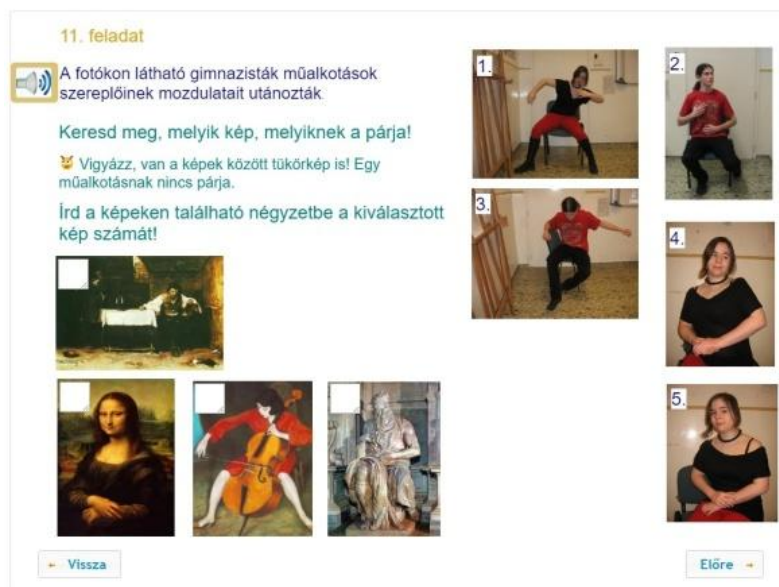 11. feladat
A fotókon látható gimnazisták műalkotások
szereplőinek mozdulatait utánozták.
Keresd meg, melyik kép, melyiknek a párja!
Vigyázz, van a képek között tükörkép is! Egy
műalkotásnak nincs párja.
Írd a képeken található négyzetbe a kiválasztott
kép számát!
1.
2.
3.
4.
5.
Vissza
Előre